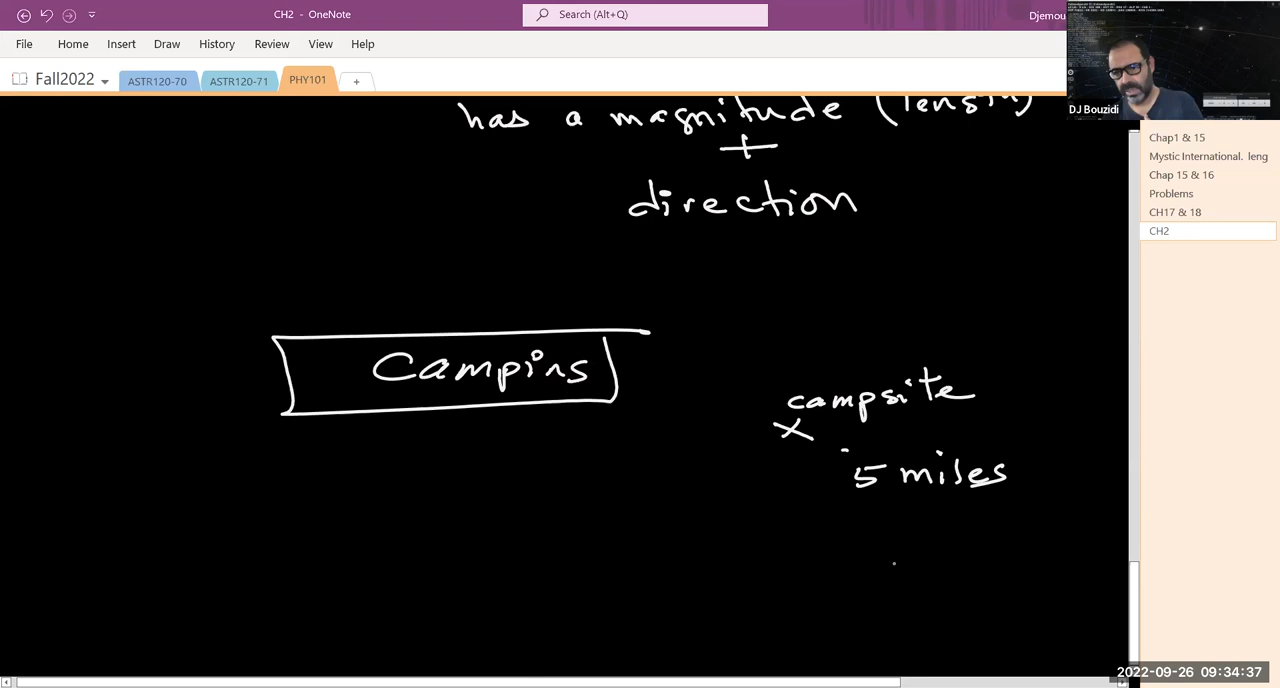 CH2 - OneNote
Search (Alt+Q)
Djemou
File Home Insert Draw History Review View Help
Fall2022 ASTR120-70 ASTR120-71 PHY101 +
DJ Bouzidi
has a magnitude (length)
+
direction
Camping
campsite
X
5 miles
Chap1 & 15
Mystic International. leng
Chap 15 & 16
Problems
CH17 & 18
CH2
2022-09-26 09:34:37